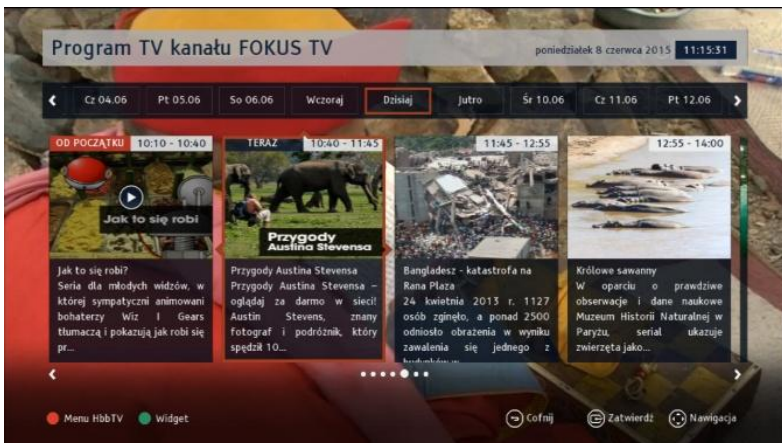 Program TV kanału FOKUS TV
poniedziałek 8 czerwca 2015 11:15:31
Cz 04.06 Pt 05.06 So 06.06 Wczoraj Dzisiaj Jutro Śr 10.06 Cz 11.06 Pt 12.06
OD POCZĄTKU 10:10 - 10:40
Jak to się robi
Jak to się robi?
Seria dla młodych widzów, w
której sympatyczni animowani
bohaterzy Wiz I Gears
tłumaczą i pokazują jak robi się
pr...
TERAZ 10:40 - 11:45
Przygody
Austina Stevensa
Przygody Austina Stevensa
Przygody Austina Stevensa –
oglądaj za darmo w sieci!
Austin Stevens, znany
fotograf i podróżnik, który
spędził 10...
11:45 - 12:55
Bangladesz - katastrofa na
Rana Plaza
24 kwietnia 2013 r. 1127
osób zginęło, a ponad 2500
odniosło obrażenia w wyniku
zawalenia się jednego z
12:55 - 14:00
Królowe sawanny
W oparciu o prawdziwe
obserwacje i dane naukowe
Muzeum Historii Naturalnej w
Paryżu, serial ukazuje
zwierzęta jako...
Menu HbbTV Widget Cofnij Zatwierdź Nawigacja